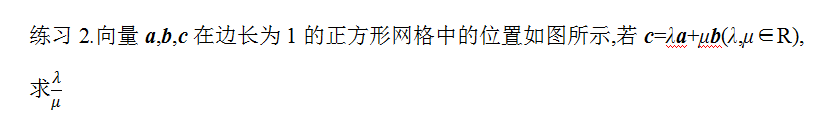 练习 2.向量 a,b,c 在边长为 1 的正方形网格中的位置如图所示,若 c=λa+μb(λ,μ∈R),
求λ/μ